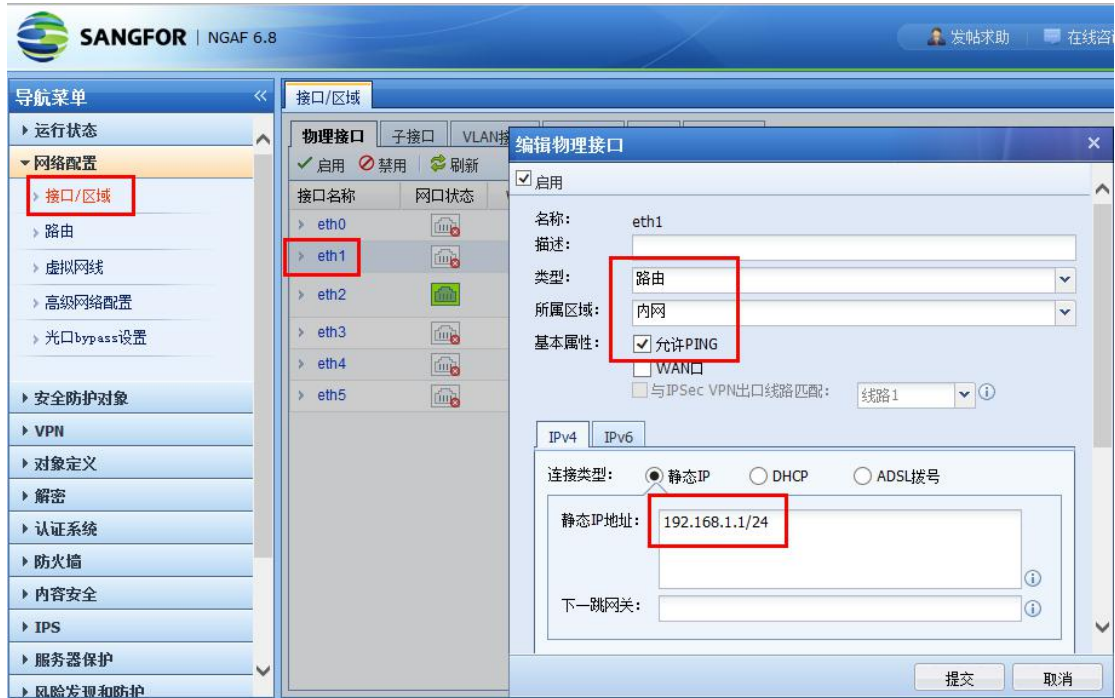 SANGFOR | NGAF 6.8
发帖求助
在线咨
导航菜单
运行状态
网络配置
接口/区域
路由
虚拟网线
高级网络配置
光口bypass设置
安全防护对象
VPN
对象定义
解密
认证系统
防火墙
内容安全
IPS
服务器保护
风险发现和防护
接口/区域
物理接口
子接口
VLAN接
启用
禁用
刷新
接口名称
网口状态
eth0
eth1
eth2
eth3
eth4
eth5
编辑物理接口
启用
名称: eth1
描述:
类型: 路由
所属区域: 内网
基本属性: 允许PING
WAN口
与IPSec VPN出口线路匹配: 线路1
IPv4 IPv6
连接类型: 静态IP DHCP ADSL拨号
静态IP地址: 192.168.1.1/24
下一跳网关:
提交 取消